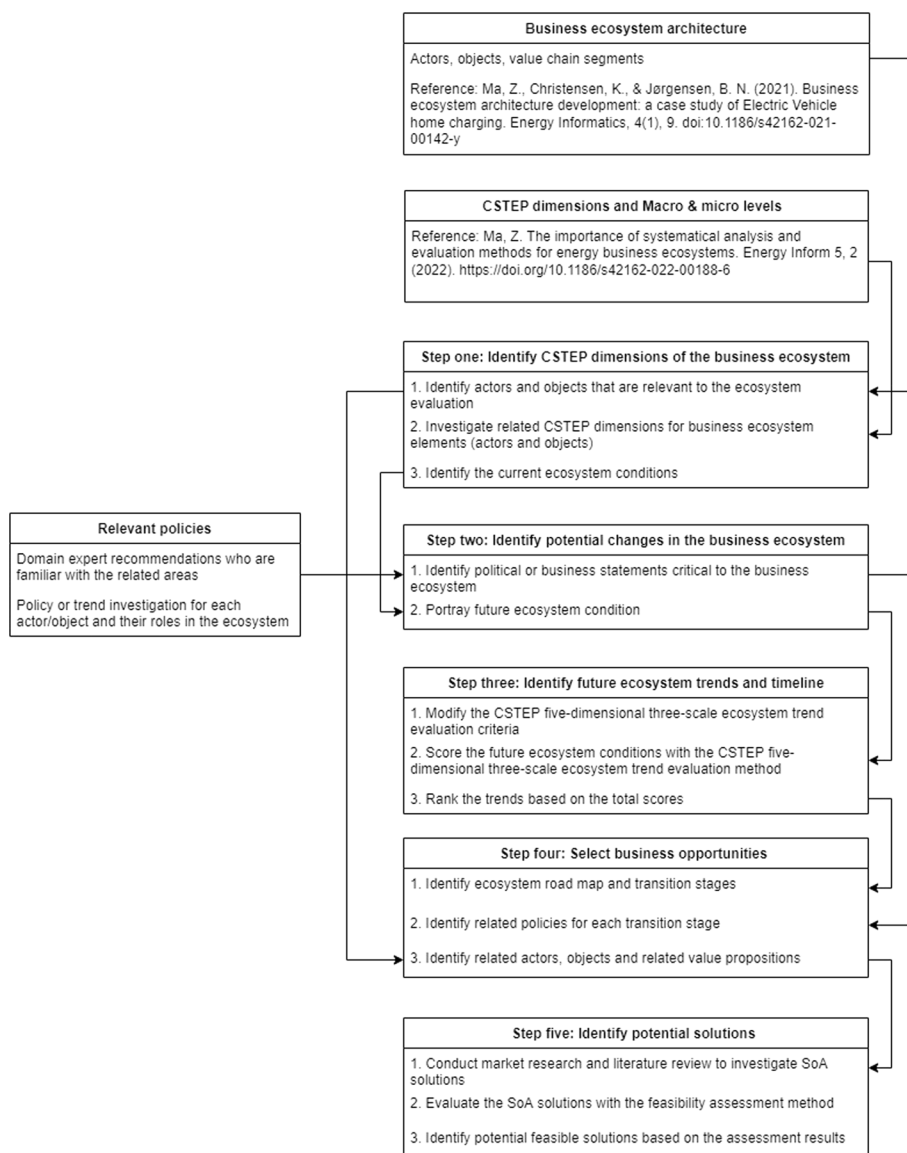 Business ecosystem architecture
Actors, objects, value chain segments
Reference: Ma, Z., Christensen, K., & Jørgensen, B. N. (2021). Business
ecosystem architecture development: a case study of Electric Vehicle
home charging. Energy Informatics, 4(1), 9. doi:10.1186/s42162-021-
00142-y
CSTEP dimensions and Macro & micro levels
Reference: Ma, Z. The importance of systematical analysis and
evaluation methods for energy business ecosystems. Energy Inform 5, 2
(2022). https://doi.org/10.1186/s42162-022-00188-6
Step one: Identify CSTEP dimensions of the business ecosystem
1. Identify actors and objects that are relevant to the ecosystem
evaluation
2. Investigate related CSTEP dimensions for business ecosystem
elements (actors and objects)
3. Identify the current ecosystem conditions
Relevant policies
Domain expert recommendations who are
familiar with the related areas
Policy or trend investigation for each
actor/object and their roles in the ecosystem
Step two: Identify potential changes in the business ecosystem
1. Identify political or business statements critical to the business
ecosystem
2. Portray future ecosystem condition
Step three: Identify future ecosystem trends and timeline
1. Modify the CSTEP five-dimensional three-scale ecosystem trend
evaluation criteria
2. Score the future ecosystem conditions with the CSTEP five-
dimensional three-scale ecosystem trend evaluation method
3. Rank the trends based on the total scores
Step four: Select business opportunities
1. Identify ecosystem road map and transition stages
2. Identify related policies for each transition stage
3. Identify related actors, objects and related value propositions
Step five: Identify potential solutions
1. Conduct market research and literature review to investigate SoA
solutions
2. Evaluate the SoA solutions with the feasibility assessment method
3. Identify potential feasible solutions based on the assessment results